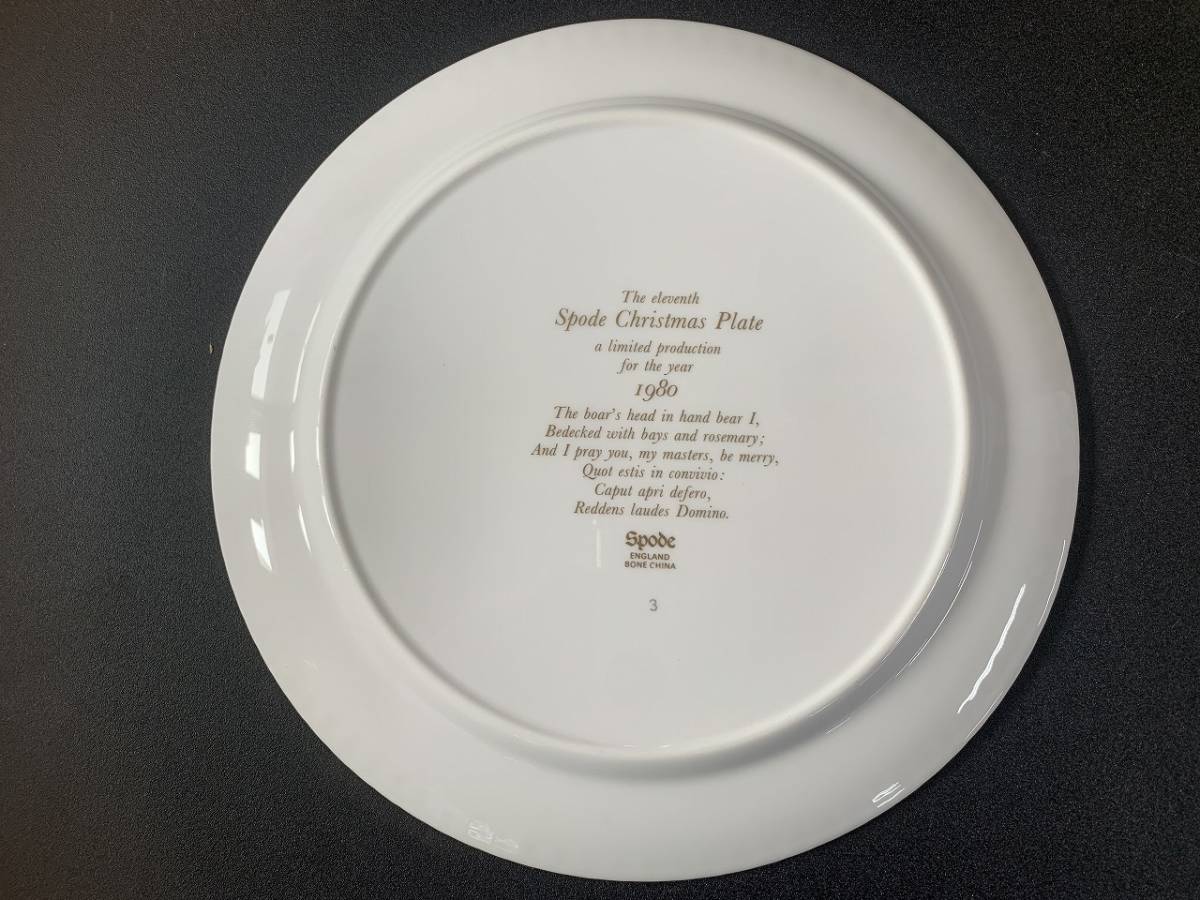 The eleventh
Spode Christmas Plate
a limited production
for the year
1980
The boar's head in hand bear I,
Bedecked with bays and rosemary;
And I pray you, my masters, be merry,
Quot estis in convivio:
Caput apri defero,
Reddens laudes Domino.
Spode
ENGLAND
BONE CHINA
3